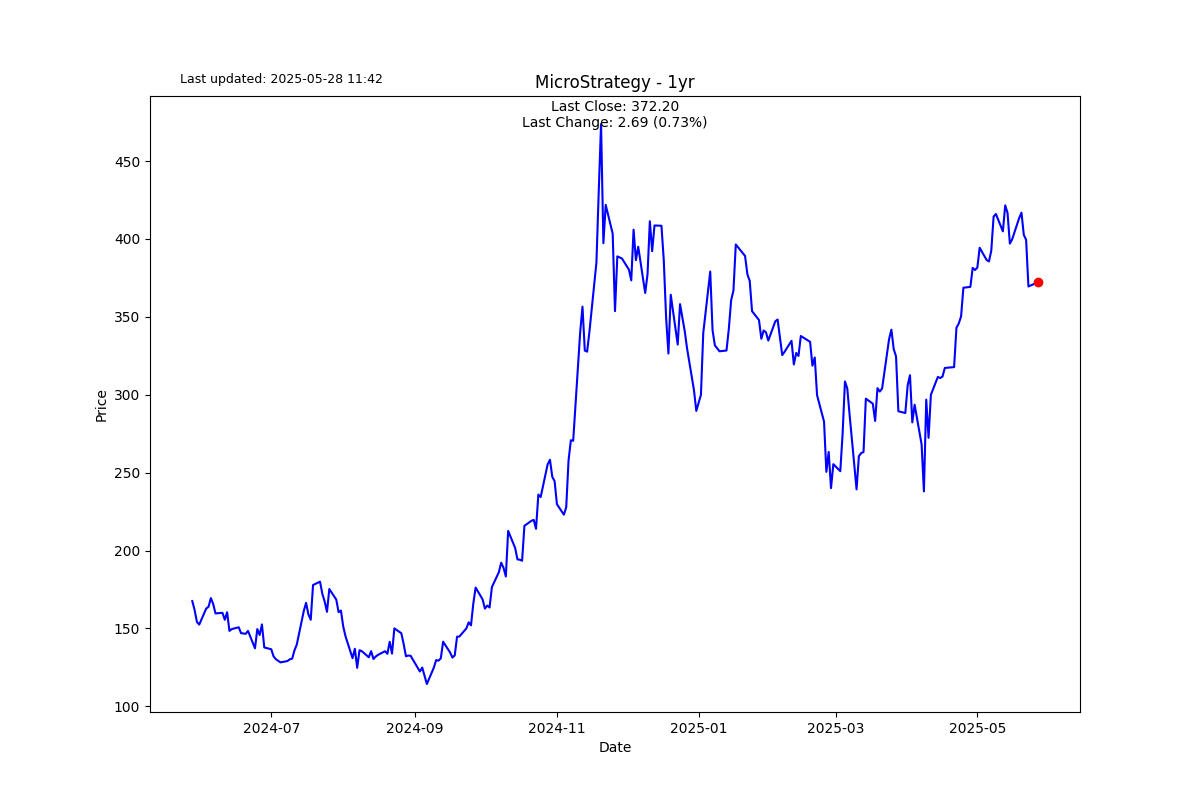 Last updated: 2025-05-28 11:42
MicroStrategy - 1yr
Last Close: 372.20
Last Change: 2.69 (0.73%)
450
400
350
300
250
200
150
100
Price
2024-07
2024-09
2024-11
2025-01
2025-03
2025-05
Date